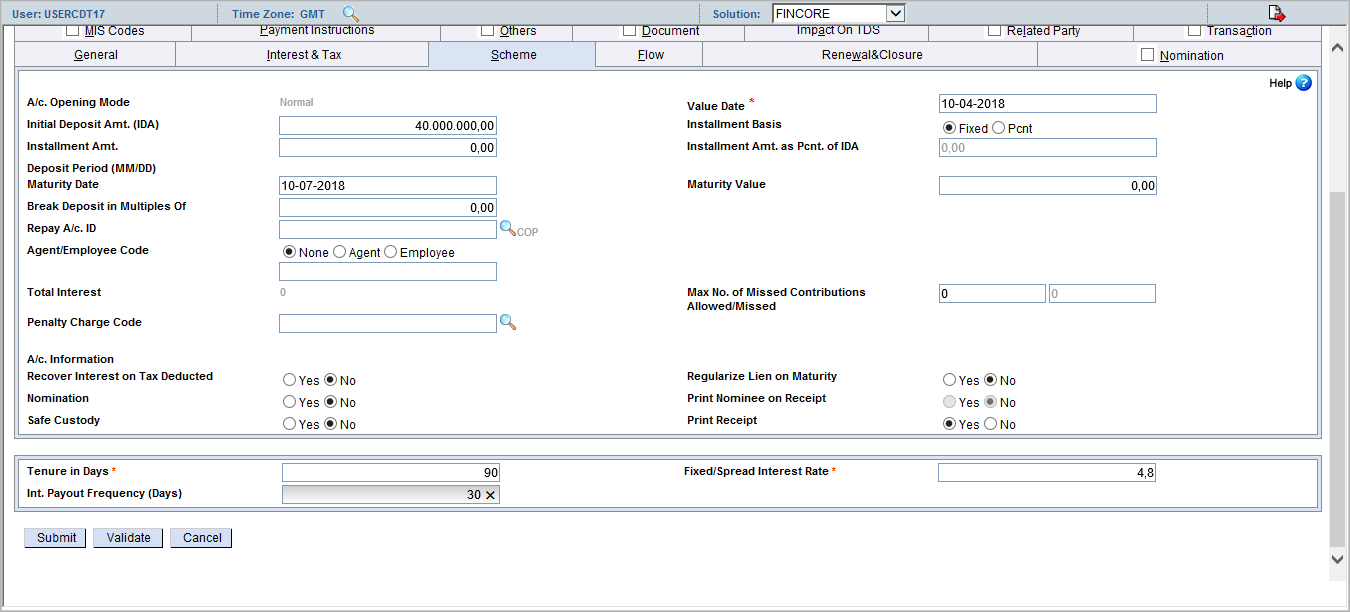 User: USERCDT17 Time Zone: GMT Solution: FINCORE
MIS Codes Payment Instructions Others Document Impact On TDS Related Party Transaction
General Interest & Tax Scheme Flow Renewal&Closure Nomination
Help ?
A/c. Opening Mode Normal Value Date * 10-04-2018
Initial Deposit Amt. (IDA) 40.000.000,00 Installment Basis Fixed Pcnt
Installment Amt. 0,00 Installment Amt. as Pcnt. of IDA 0,00
Deposit Period (MM/DD)
Maturity Date 10-07-2018 Maturity Value 0,00
Break Deposit in Multiples Of 0,00
Repay A/c. ID COP
Agent/Employee Code None Agent Employee
Total Interest 0 Max No. of Missed Contributions 0 0
Allowed/Missed
Penalty Charge Code
A/c. Information
Recover Interest on Tax Deducted Yes No Regularize Lien on Maturity Yes No
Nomination Yes No Print Nominee on Receipt Yes No
Safe Custody Yes No Print Receipt Yes No
Tenure in Days * 90 Fixed/Spread Interest Rate * 4,8
Int. Payout Frequency (Days) 30
Submit Validate Cancel